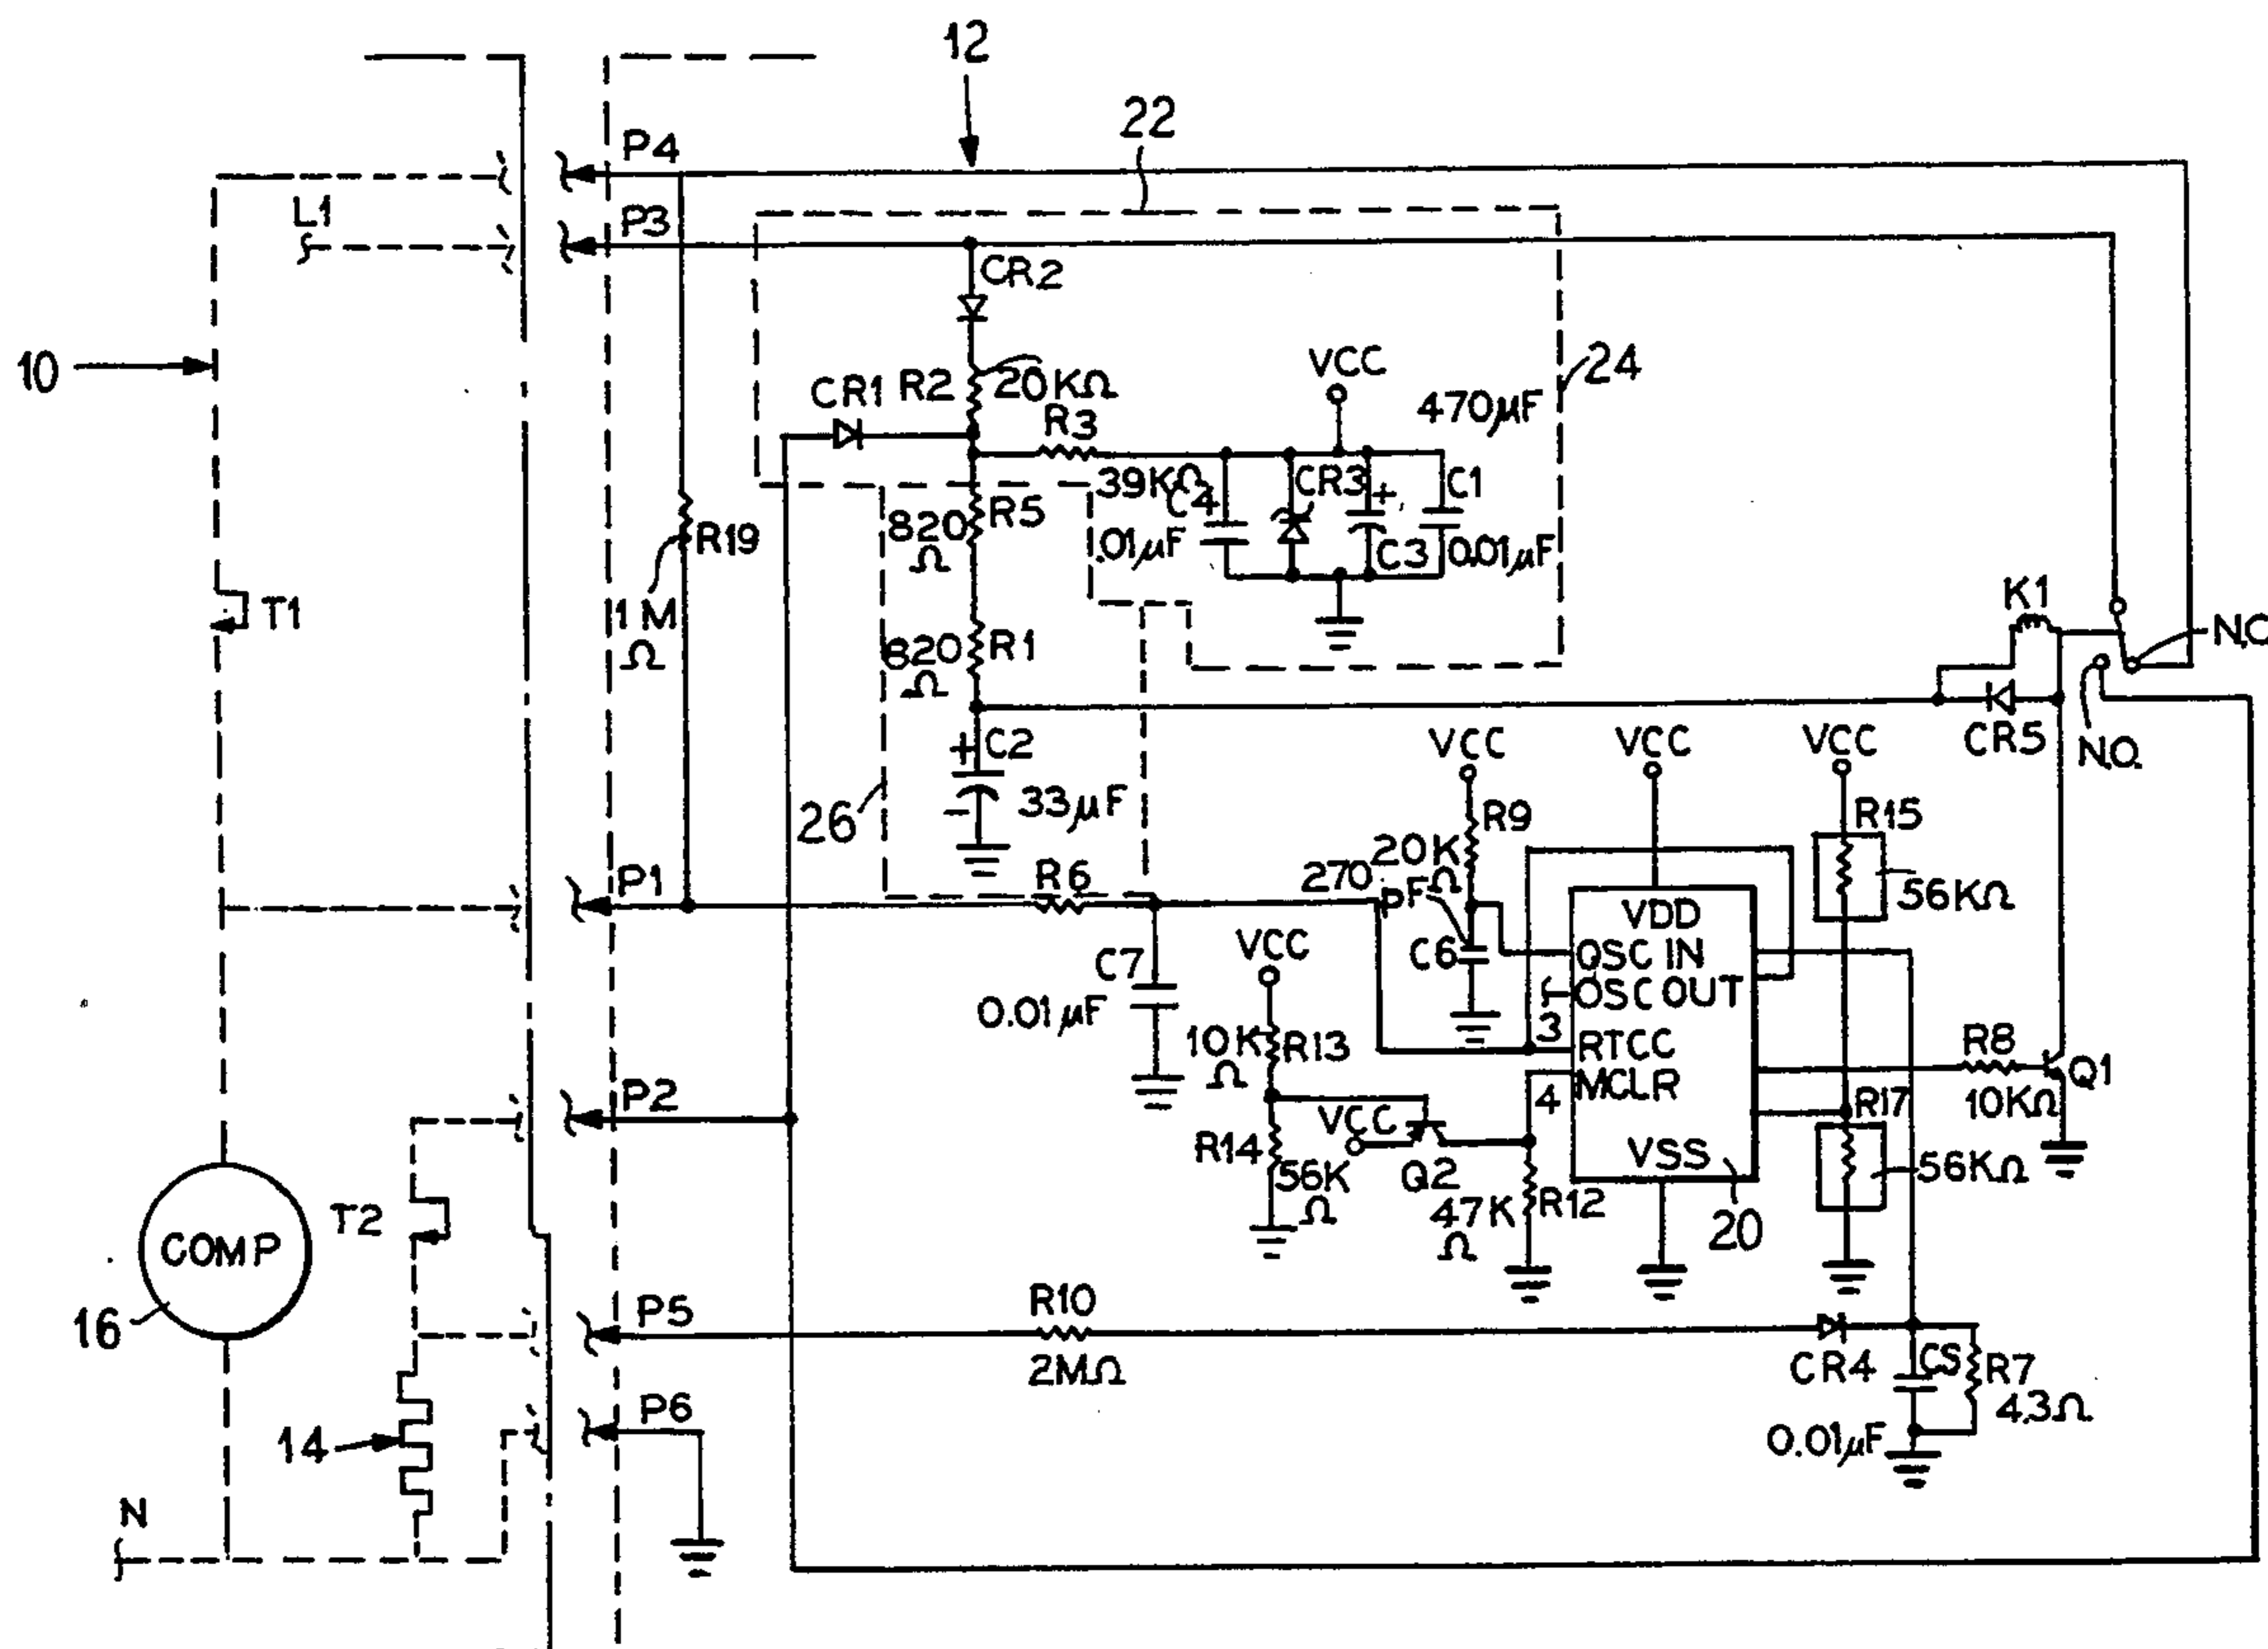 12
22
P4
L1
P3
CR2
10
VCC
24
CR1
R2
20KΩ
470µF
R3
39KΩ
CR3
+
C1
C4
R5
820
Ω
.01µF
C3
0.01µF
R19
K1
T1
1M
Ω
820
Ω
R1
N.O.
+
C2
CR5
N.O.
VCC
VCC
VCC
-
33µF
26
R9
R15
P1
R6
270
pF
20K
Ω
56KΩ
VDD
VCC
C7
C6
OSC IN
0.01µF
OSC OUT
3
10K
Ω
R13
RTCC
R8
MCLR
Q1
P2
4
10KΩ
VCC
R17
R14
VSS
56K
Ω
Q2
56KΩ
T2
47K
Ω
R12
20
COMP
16
P5
R10
2MΩ
CR4
CS
R7
4.3Ω
P6
14
0.01µF
N